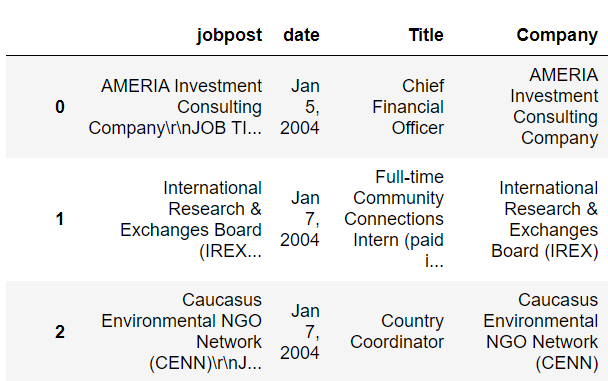 jobpost date Title Company
0 AMERIA Investment Consulting Company\r\nJOB TI... Jan 5, 2004 Chief Financial Officer AMERIA Investment Consulting Company
1 International Research & Exchanges Board (IREX... Jan 7, 2004 Full-time Community Connections Intern (paid i... International Research & Exchanges Board (IREX)
2 Caucasus Environmental NGO Network (CENN)\r\nJ... Jan 7, 2004 Country Coordinator Caucasus Environmental NGO Network (CENN)